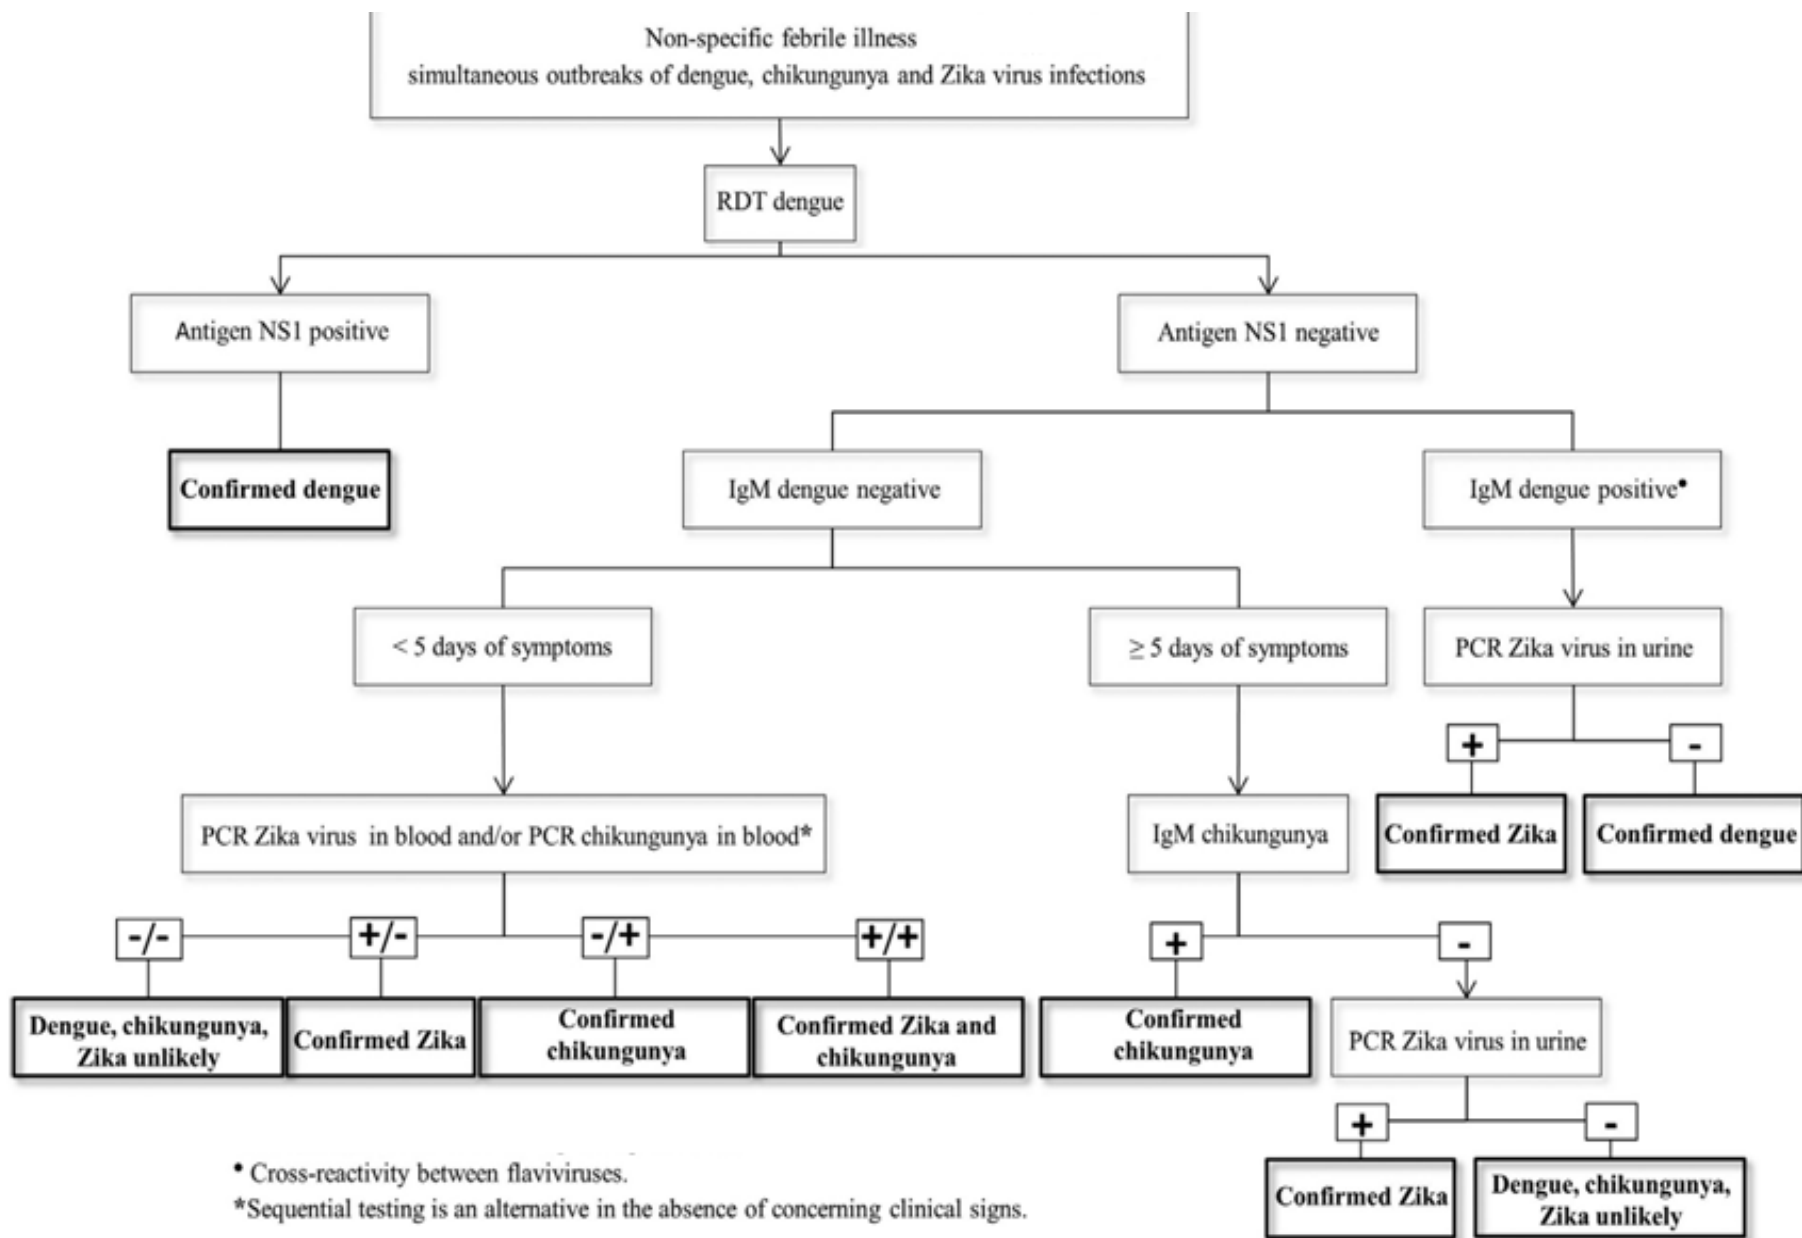 Non-specific febrile illness
simultaneous outbreaks of dengue, chikungunya and Zika virus infections
RDT dengue
Antigen NS1 positive
Antigen NS1 negative
Confirmed dengue
IgM dengue negative
IgM dengue positive•
< 5 days of symptoms
≥ 5 days of symptoms
PCR Zika virus in urine
+
-
PCR Zika virus in blood and/or PCR chikungunya in blood*
IgM chikungunya
Confirmed Zika
Confirmed dengue
-/-
+/-
-/+
+/+
+
-
Dengue, chikungunya,
Zika unlikely
Confirmed Zika
Confirmed
chikungunya
Confirmed Zika and
chikungunya
Confirmed
chikungunya
PCR Zika virus in urine
+
-
Confirmed Zika
Dengue, chikungunya,
Zika unlikely
• Cross-reactivity between flaviviruses.
*Sequential testing is an alternative in the absence of concerning clinical signs.